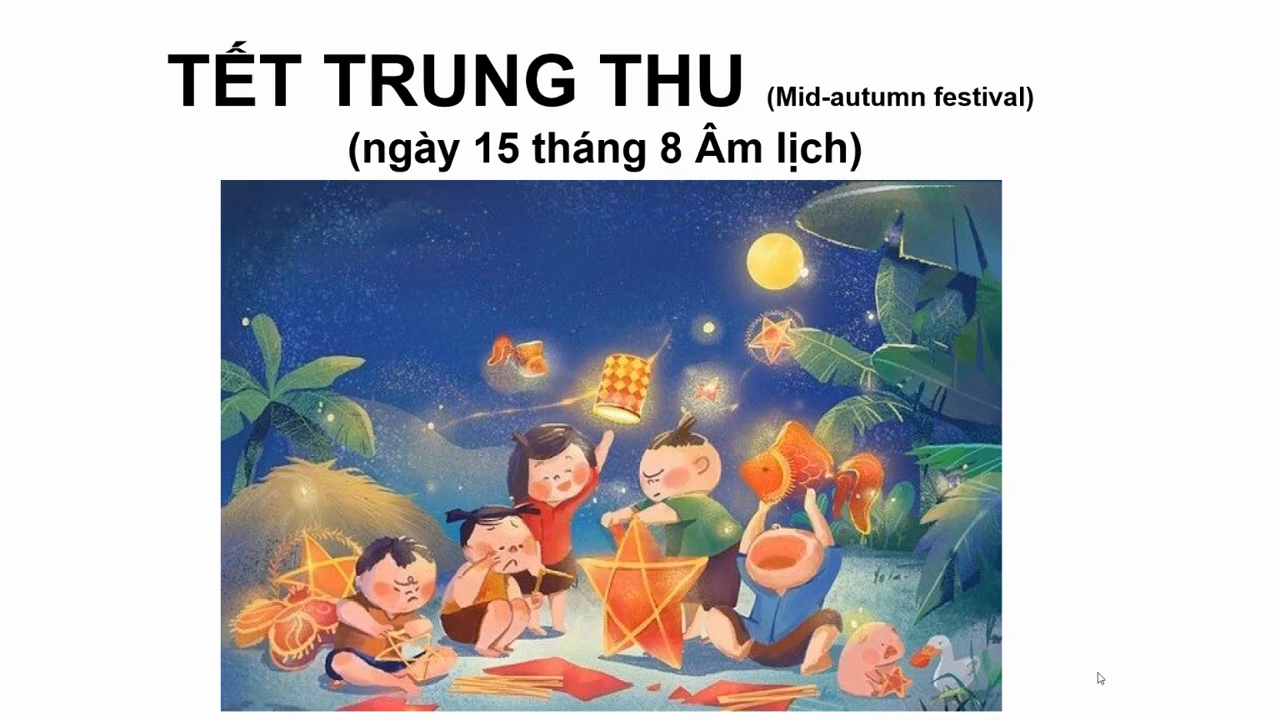 TẾT TRUNG THU (Mid-autumn festival)
(ngày 15 tháng 8 Âm lịch)